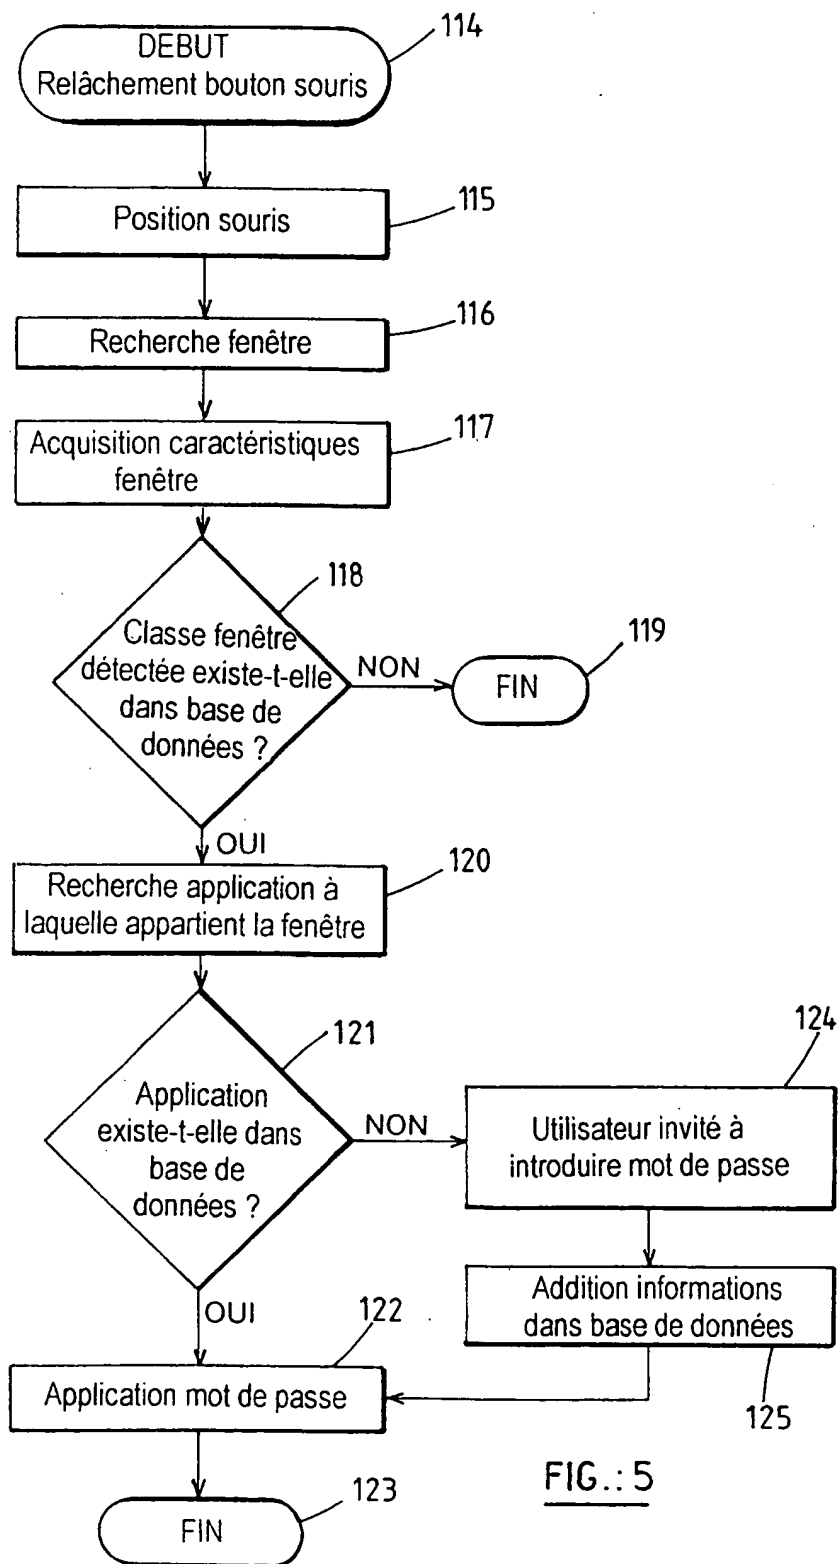 DEBUT
Relâchement bouton souris
114
Position souris
115
Recherche fenêtre
116
Acquisition caractéristiques
fenêtre
117
118
Classe fenêtre
détectée existe-t-elle
dans base de
données ?
NON
FIN
119
OUI
Recherche application à
laquelle appartient la fenêtre
120
121
Application
existe-t-elle dans
base de
données ?
NON
124
Utilisateur invité à
introduire mot de passe
Addition informations
dans base de données
125
OUI
122
Application mot de passe
FIN
123
FIG.: 5